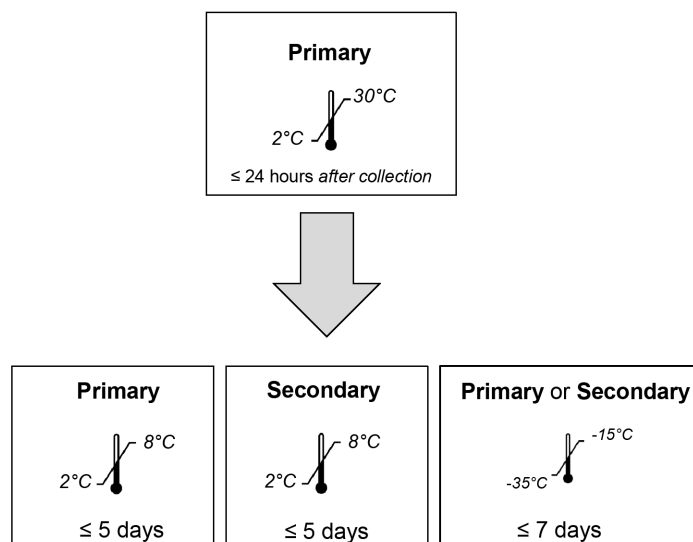 Primary
30°C
2°C
≤ 24 hours after collection
Primary
8°C
2°C
≤ 5 days
Secondary
8°C
2°C
≤ 5 days
Primary or Secondary
-15°C
-35°C
≤ 7 days